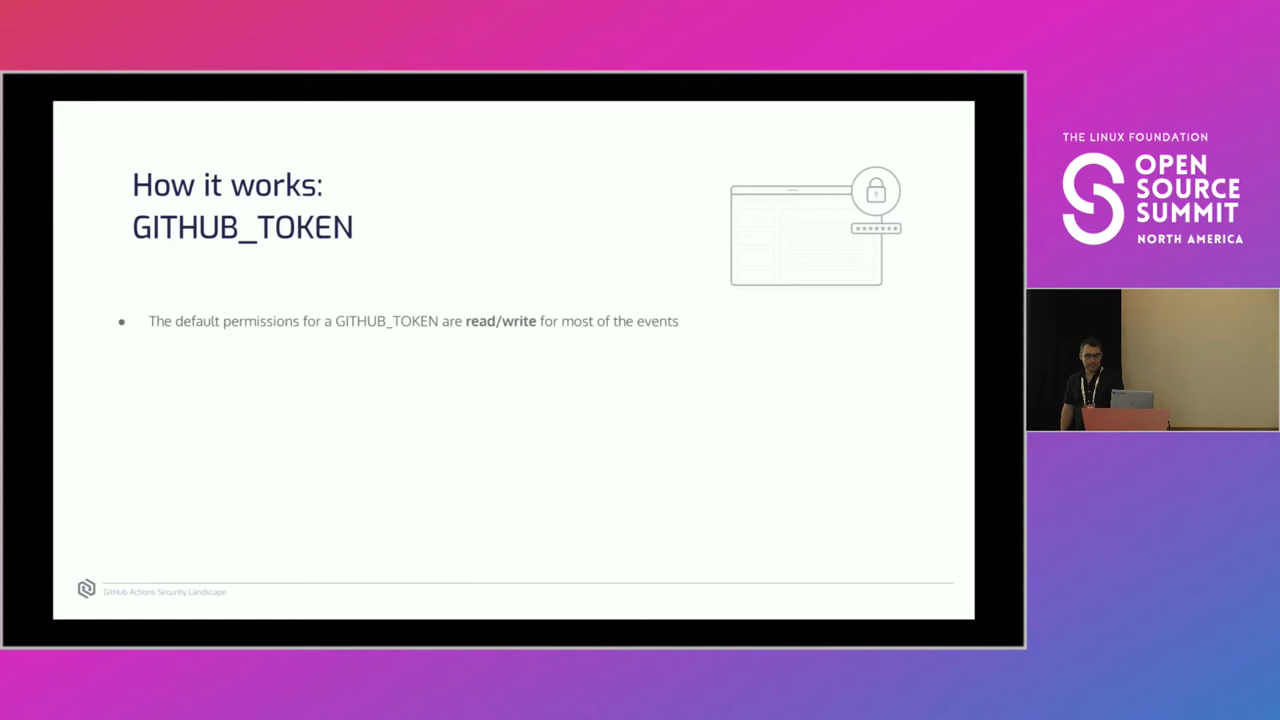 How it works:
GITHUB_TOKEN
● The default permissions for a GITHUB_TOKEN are read/write for most of the events
GitHub Actions Security Landscape
THE LINUX FOUNDATION
OPEN
SOURCE
SUMMIT
NORTH AMERICA